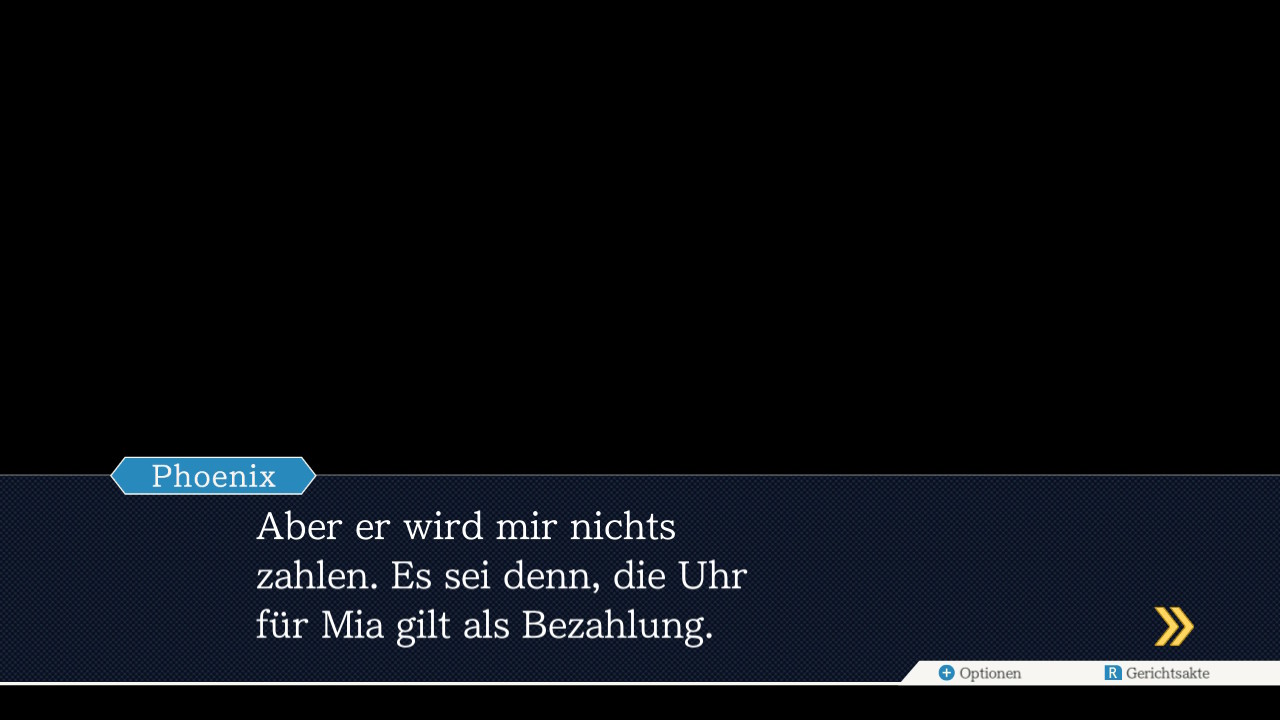 Phoenix
Aber er wird mir nichts
zahlen. Es sei denn, die Uhr
für Mia gilt als Bezahlung.
+ Optionen
R Gerichtsakte